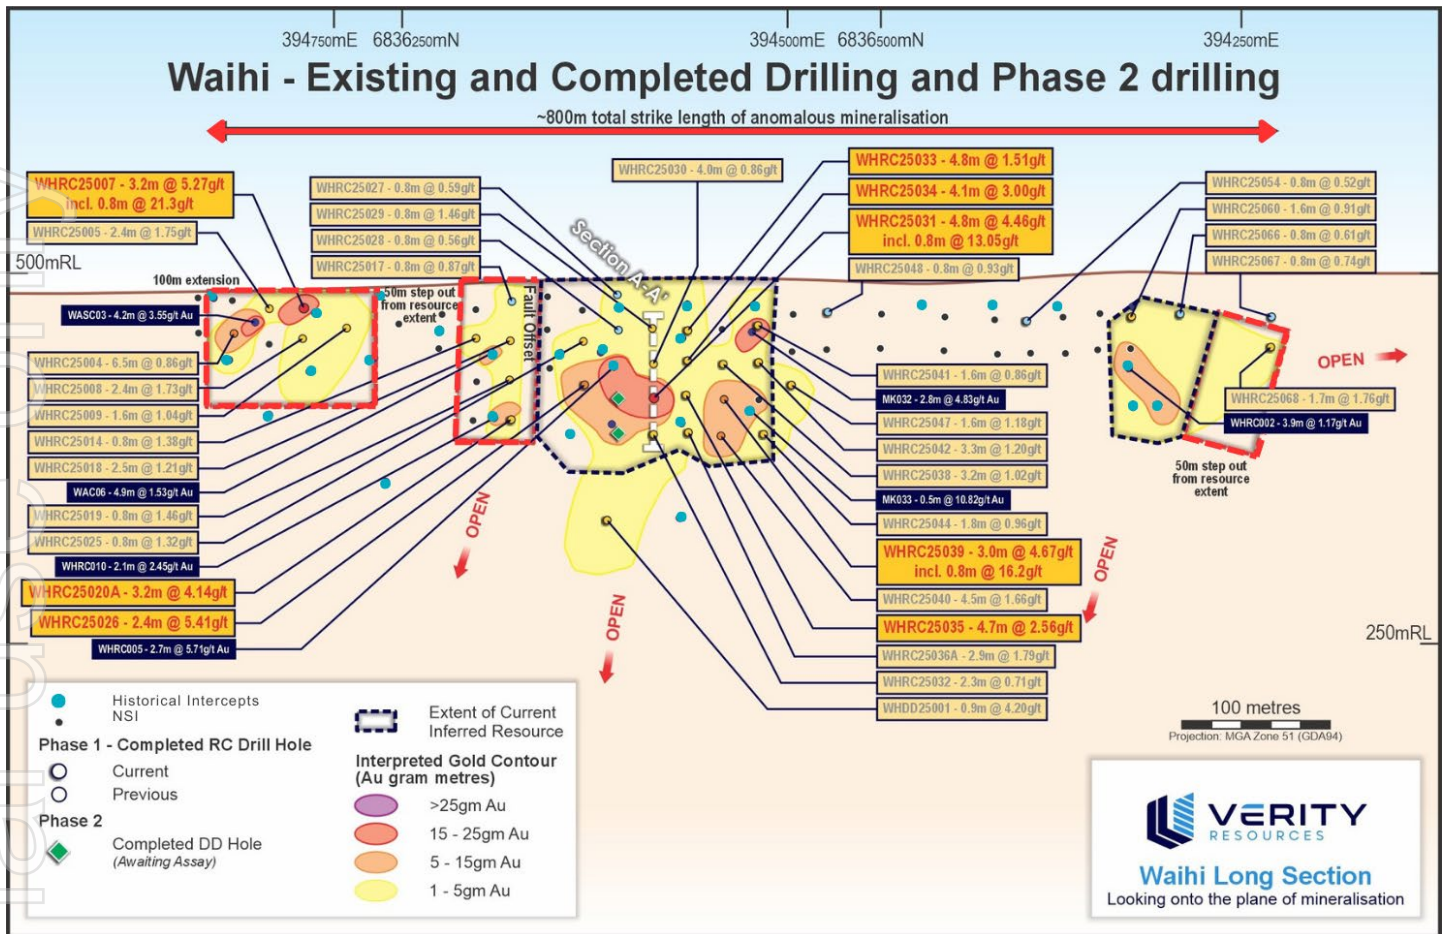 394750mE 6836250mN 394500mE 6836500mN 394250mE
Waihi - Existing and Completed Drilling and Phase 2 drilling
~800m total strike length of anomalous mineralisation
WHRC25007 - 3.2m @ 5.27g/t
incl. 0.8m @ 21.3g/t
WHRC25005 - 2.4m @ 1.75g/t
500mRL
100m extension
WASC03 - 4.2m @ 3.55g/t Au
WHRC25004 - 6.5m @ 0.86g/t
WHRC25008 - 2.4m @ 1.73g/t
WHRC25009 - 1.6m @ 1.04g/t
WHRC25014 - 0.8m @ 1.38g/t
WHRC25018 - 2.5m @ 1.21g/t
WAC06 - 4.9m @ 1.53g/t Au
WHRC25019 - 0.8m @ 1.46g/t
WHRC25025 - 0.8m @ 1.32g/t
WHRC010 - 2.1m @ 2.45g/t Au
WHRC25020A - 3.2m @ 4.14g/t
WHRC25026 - 2.4m @ 5.41g/t
WHRC005 - 2.7m @ 5.71g/t Au
WHRC25027 - 0.8m @ 0.59g/t
WHRC25029 - 0.8m @ 1.46g/t
WHRC25028 - 0.8m @ 0.56g/t
WHRC25017 - 0.8m @ 0.87g/t
50m step out
from resource
extent
Fault Offset
Section A-A'
WHRC25030 - 4.0m @ 0.86g/t
WHRC25033 - 4.8m @ 1.51g/t
WHRC25034 - 4.1m @ 3.00g/t
WHRC25031 - 4.8m @ 4.46g/t
incl. 0.8m @ 13.05g/t
WHRC25048 - 0.8m @ 0.93g/t
WHRC25054 - 0.8m @ 0.52g/t
WHRC25060 - 1.6m @ 0.91g/t
WHRC25066 - 0.8m @ 0.61g/t
WHRC25067 - 0.8m @ 0.74g/t
WHRC25041 - 1.6m @ 0.86g/t
MK032 - 2.8m @ 4.83g/t Au
WHRC25047 - 1.6m @ 1.18g/t
WHRC25042 - 3.3m @ 1.20g/t
WHRC25038 - 3.2m @ 1.02g/t
MK033 - 0.5m @ 10.82g/t Au
WHRC25044 - 1.8m @ 0.96g/t
WHRC25039 - 3.0m @ 4.67g/t
incl. 0.8m @ 16.2g/t
WHRC25040 - 4.5m @ 1.66g/t
WHRC25035 - 4.7m @ 2.56g/t
WHRC25036A - 2.9m @ 1.79g/t
WHRC25032 - 2.3m @ 0.71g/t
WHDD25001 - 0.9m @ 4.20g/t
OPEN
WHRC25068 - 1.7m @ 1.76g/t
WHRC002 - 3.9m @ 1.17g/t Au
50m step out
from resource
extent
OPEN
OPEN
OPEN
250mRL
Historical Intercepts
NSI
Phase 1 - Completed RC Drill Hole
Current
Previous
Phase 2
Completed DD Hole
(Awaiting Assay)
Extent of Current
Inferred Resource
Interpreted Gold Contour
(Au gram metres)
>25gm Au
15 - 25gm Au
5 - 15gm Au
1 - 5gm Au
100 metres
Projection: MGA Zone 51 (GDA94)
VERITY
RESOURCES
Waihi Long Section
Looking onto the plane of mineralisation